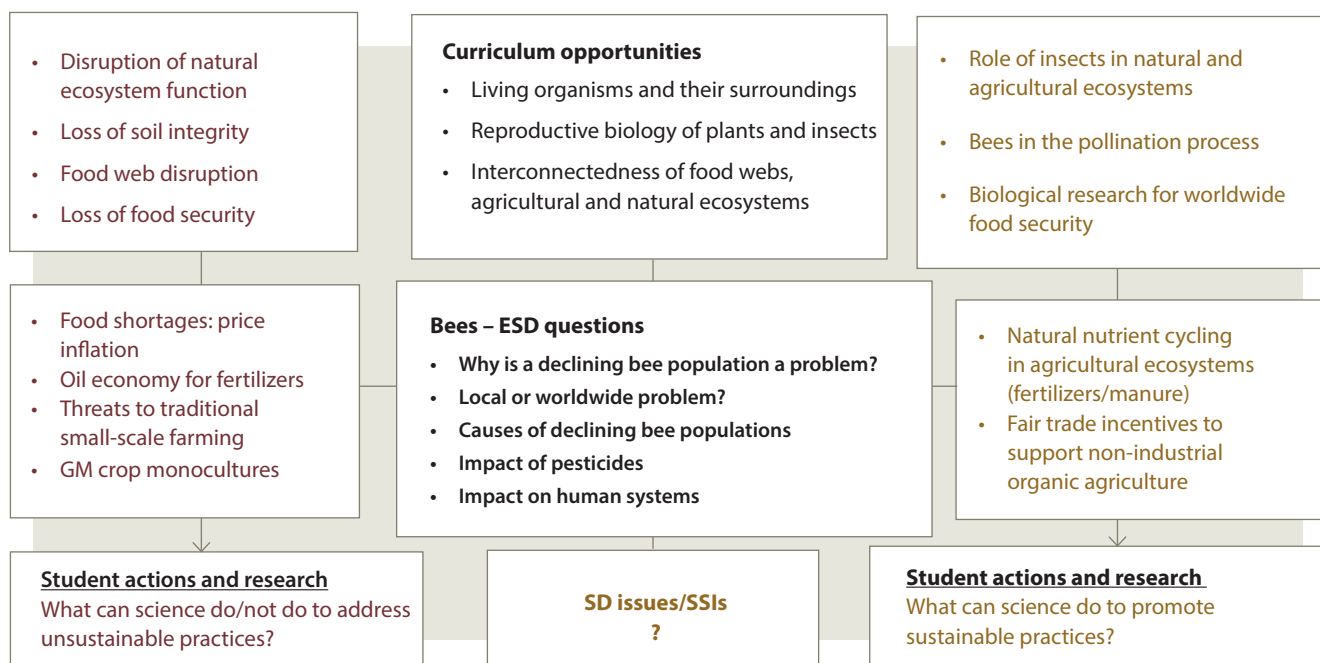 • Disruption of natural
ecosystem function
• Loss of soil integrity
• Food web disruption
• Loss of food security
Curriculum opportunities
• Living organisms and their surroundings
• Reproductive biology of plants and insects
• Interconnectedness of food webs,
agricultural and natural ecosystems
• Role of insects in natural and
agricultural ecosystems
• Bees in the pollination process
• Biological research for worldwide
food security
• Food shortages: price
inflation
• Oil economy for fertilizers
• Threats to traditional
small-scale farming
• GM crop monocultures
Bees – ESD questions
• Why is a declining bee population a problem?
• Local or worldwide problem?
• Causes of declining bee populations
• Impact of pesticides
• Impact on human systems
• Natural nutrient cycling
in agricultural ecosystems
(fertilizers/manure)
• Fair trade incentives to
support non-industrial
organic agriculture
Student actions and research
What can science do/not do to address
unsustainable practices?
SD issues/SSIs
?
Student actions and research
What can science do to promote
sustainable practices?